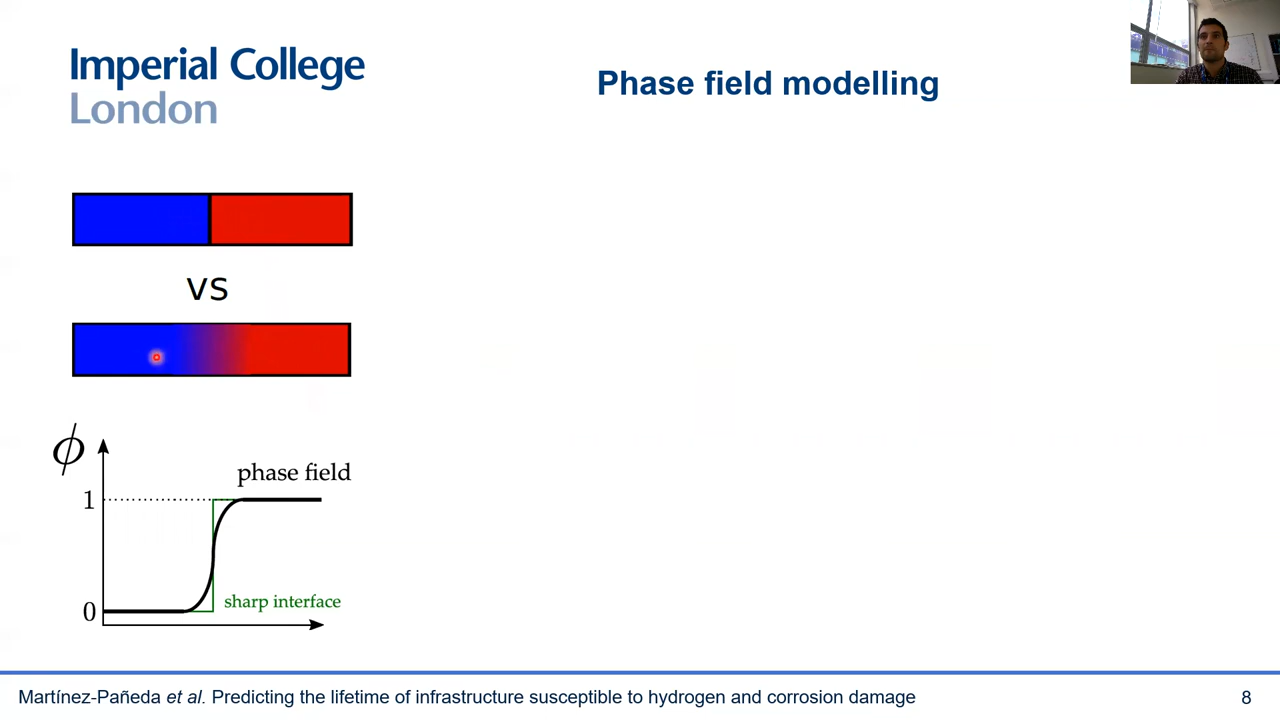 Imperial College
London
Phase field modelling
vs
ϕ
phase field
1
sharp interface
0
Martínez-Pañeda et al. Predicting the lifetime of infrastructure susceptible to hydrogen and corrosion damage
8